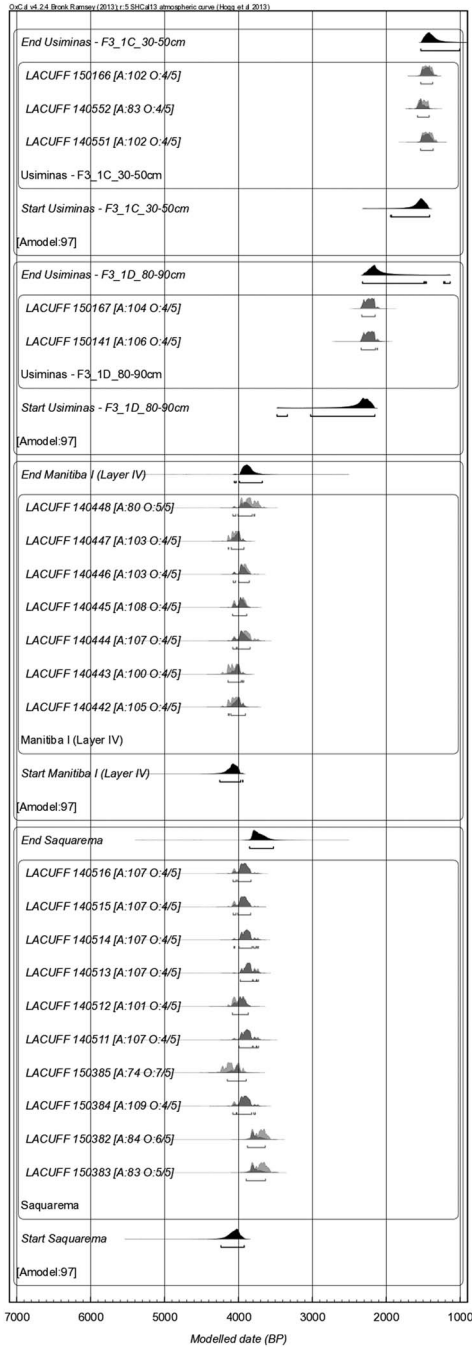 OxCal v4.2.4 Bronk Ramsey (2013); r:5 SHCal13 atmospheric curve (Hogg et al 2013)
End Usiminas - F3_1C_30-50cm
LACUFF 150166 [A:102 O:4/5]
LACUFF 140552 [A:83 O:4/5]
LACUFF 140551 [A:102 O:4/5]
Usiminas - F3_1C_30-50cm
Start Usiminas - F3_1C_30-50cm
[Amodel:97]
End Usiminas - F3_1D_80-90cm
LACUFF 150167 [A:104 O:4/5]
LACUFF 150141 [A:106 O:4/5]
Usiminas - F3_1D_80-90cm
Start Usiminas - F3_1D_80-90cm
[Amodel:97]
End Manitiba I (Layer IV)
LACUFF 140448 [A:80 O:5/5]
LACUFF 140447 [A:103 O:4/5]
LACUFF 140446 [A:103 O:4/5]
LACUFF 140445 [A:108 O:4/5]
LACUFF 140444 [A:107 O:4/5]
LACUFF 140443 [A:100 O:4/5]
LACUFF 140442 [A:105 O:4/5]
Manitiba I (Layer IV)
Start Manitiba I (Layer IV)
[Amodel:97]
End Saquarema
LACUFF 140516 [A:107 O:4/5]
LACUFF 140515 [A:107 O:4/5]
LACUFF 140514 [A:107 O:4/5]
LACUFF 140513 [A:107 O:4/5]
LACUFF 140512 [A:101 O:4/5]
LACUFF 140511 [A:107 O:4/5]
LACUFF 150385 [A:74 O:7/5]
LACUFF 150384 [A:109 O:4/5]
LACUFF 150382 [A:84 O:6/5]
LACUFF 150383 [A:83 O:5/5]
Saquarema
Start Saquarema
[Amodel:97]
7000 6000 5000 4000 3000 2000 1000
Modelled date (BP)